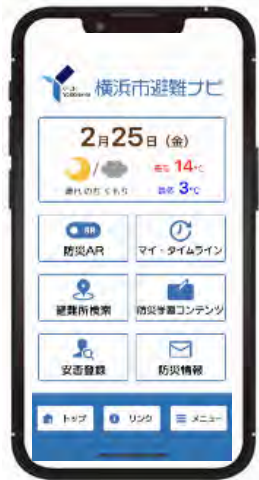 横浜市避難ナビ
2月25日 (金)
最高 14℃
晴れのちくもり
最低 3℃
AR
防災AR
マイ・タイムライン
避難所検索
防災学習コンテンツ
安否登録
防災情報
トップ
リンク
メニュー